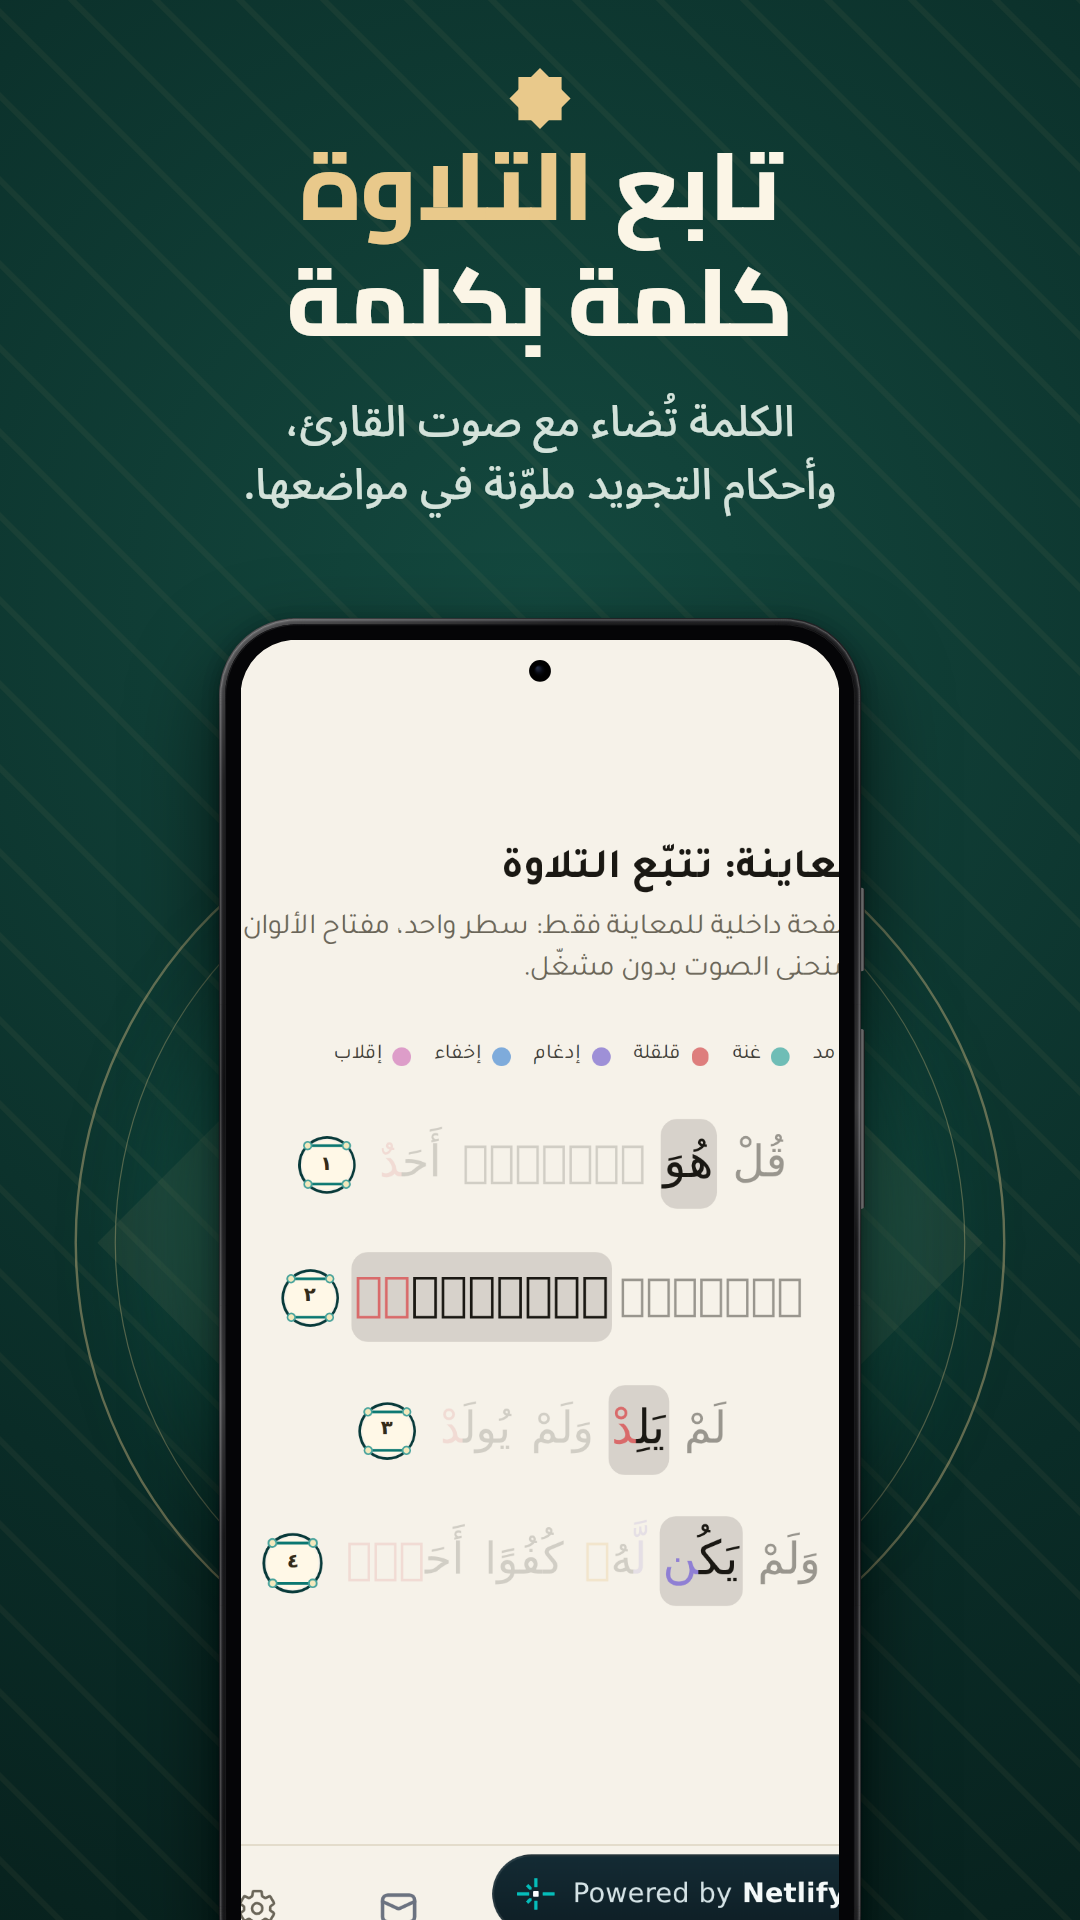 تابع التلاوة
كلمة بكلمة
الكلمة تُضاء مع صوت القارئ،
وأحكام التجويد ملوّنة في مواضعها.
عاينة: تتبّع التلاوة
فحة داخلية للمعاينة فقط: سطر واحد، مفتاح الألوان
نحنى الصوت بدون مشغّل.
مد غنة قلقلة إدغام إخفاء إقلاب
قُلْ هُوَ أَحَدٌ ١
٢
لَمْ يَلِدْ وَلَمْ يُولَدْ ٣
وَلَمْ يَكُن لَّهُ كُفُوًا أَحَ ٤
Powered by Netlify